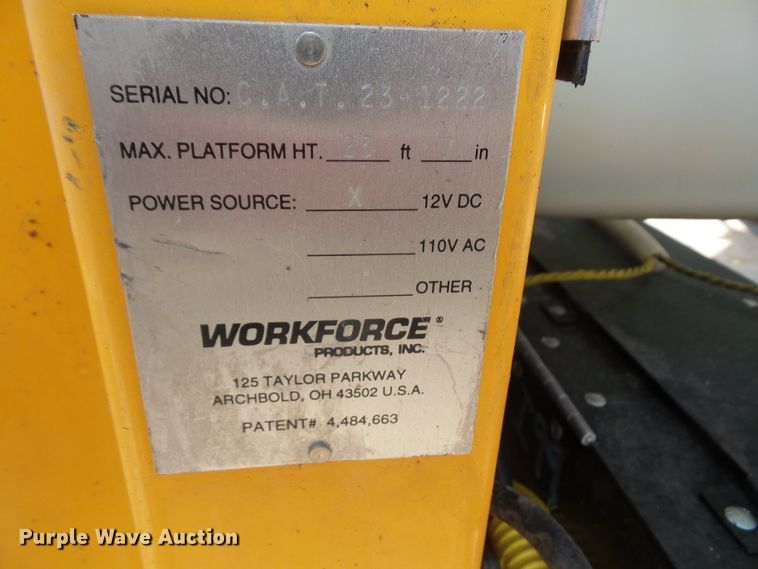 SERIAL NO: C.A.T. 23-1222
MAX. PLATFORM HT. 23 ft 7 in
POWER SOURCE: X 12V DC
110V AC
OTHER
WORKFORCE®
PRODUCTS, INC.
125 TAYLOR PARKWAY
ARCHBOLD, OH 43502 U.S.A.
PATENT# 4,484,663
Purple Wave Auction